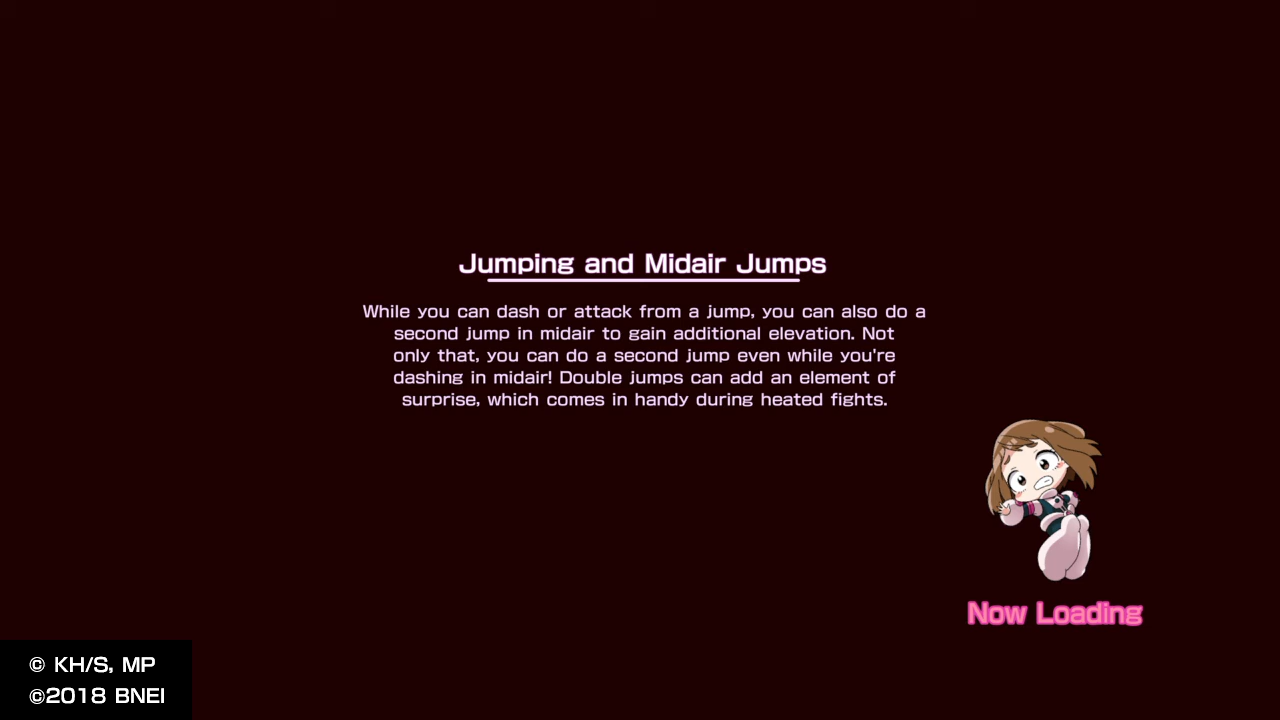 Jumping and Midair Jumps
While you can dash or attack from a jump, you can also do a
second jump in midair to gain additional elevation. Not
only that, you can do a second jump even while you're
dashing in midair! Double jumps can add an element of
surprise, which comes in handy during heated fights.
Now Loading
© KH/S, MP
©2018 BNEI